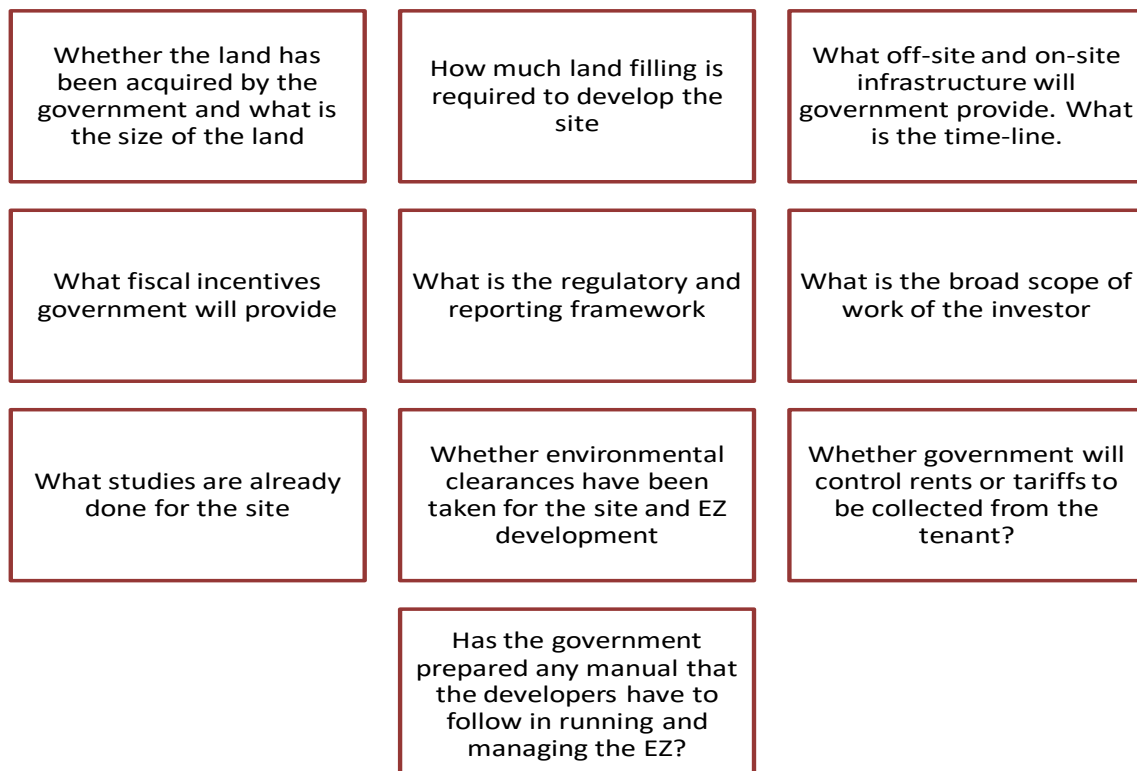 Whether the land has
been acquired by the
government and what is
the size of the land
How much land filling is
required to develop the
site
What off-site and on-site
infrastructure will
government provide. What
is the time-line.
What fiscal incentives
government will provide
What is the regulatory and
reporting framework
What is the broad scope of
work of the investor
What studies are already
done for the site
Whether environmental
clearances have been
taken for the site and EZ
development
Whether government will
control rents or tariffs to
be collected from the
tenant?
Has the government
prepared any manual that
the developers have to
follow in running and
managing the EZ?